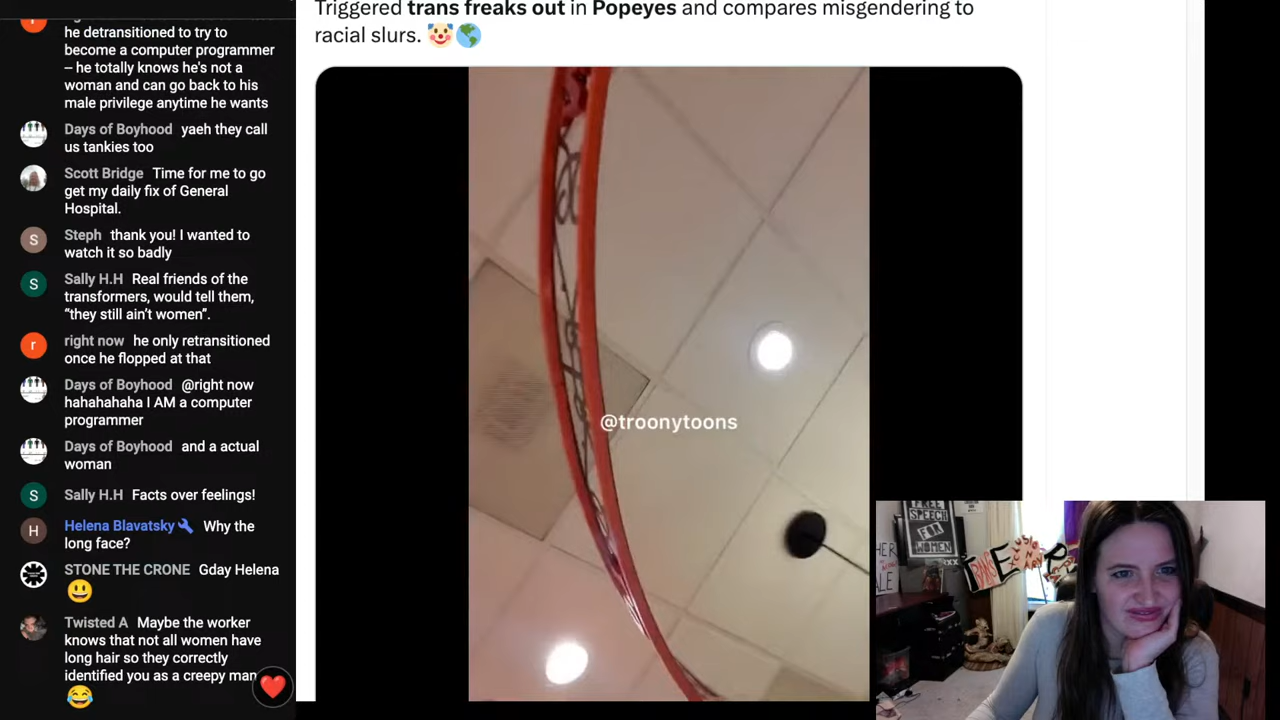 he detransitioned to try to
become a computer programmer
– he totally knows he's not a
woman and can go back to his
male privilege anytime he wants
Days of Boyhood yaeh they call
us tankies too
Scott Bridge Time for me to go
get my daily fix of General
Hospital.
S
Steph thank you! I wanted to
watch it so badly
S
Sally H.H Real friends of the
transformers, would tell them,
“they still ain’t women”.
r
right now he only retransitioned
once he flopped at that
Days of Boyhood @right now
hahahahaha I AM a computer
programmer
Days of Boyhood and a actual
woman
S
Sally H.H Facts over feelings!
H
Helena Blavatsky Why the
long face?
STONE THE CRONE Gday Helena
😃
Twisted A Maybe the worker
knows that not all women have
long hair so they correctly
identified you as a creepy man
😂
Triggered trans freaks out in Popeyes and compares misgendering to
racial slurs. 🤡🌎
@troonytoons
FREE
SPEECH
FOR
WOMEN